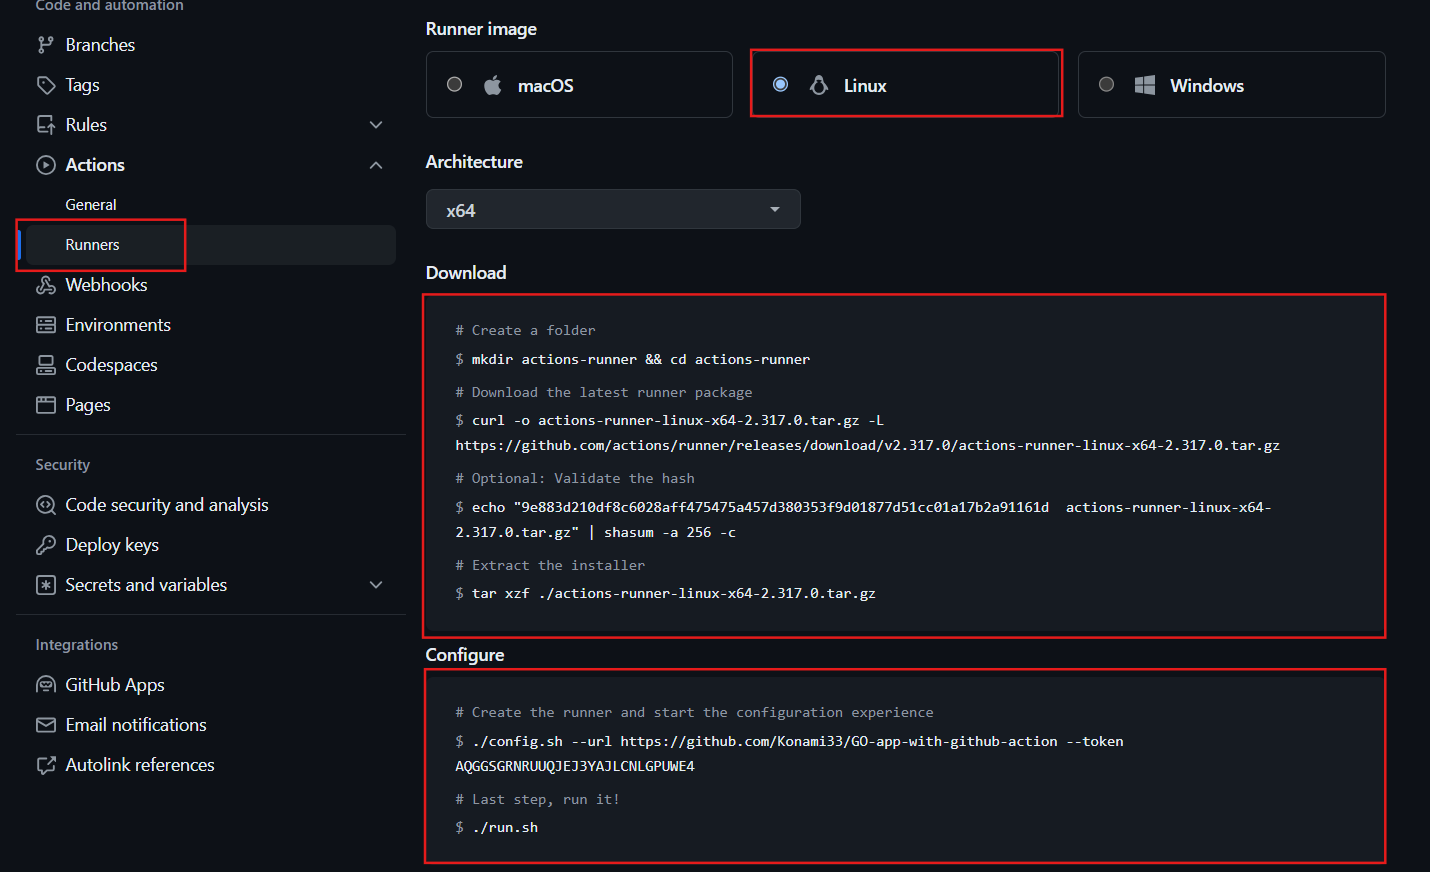 Code and automation
Branches
Tags
Rules
Actions
General
Runners
Webhooks
Environments
Codespaces
Pages
Security
Code security and analysis
Deploy keys
Secrets and variables
Integrations
GitHub Apps
Email notifications
Autolink references
Runner image
macOS
Linux
Windows
Architecture
x64
Download
# Create a folder
$ mkdir actions-runner && cd actions-runner
# Download the latest runner package
$ curl -o actions-runner-linux-x64-2.317.0.tar.gz -L
https://github.com/actions/runner/releases/download/v2.317.0/actions-runner-linux-x64-2.317.0.tar.gz
# Optional: Validate the hash
$ echo "9e883d210df8c6028aff475475a457d380353f9d01877d51cc01a17b2a91161d  actions-runner-linux-x64-
2.317.0.tar.gz" | shasum -a 256 -c
# Extract the installer
$ tar xzf ./actions-runner-linux-x64-2.317.0.tar.gz
Configure
# Create the runner and start the configuration experience
$ ./config.sh --url https://github.com/Konami33/GO-app-with-github-action --token
AQGGSGRNRUUQJEJ3YAJLCNLGPUWE4
# Last step, run it!
$ ./run.sh